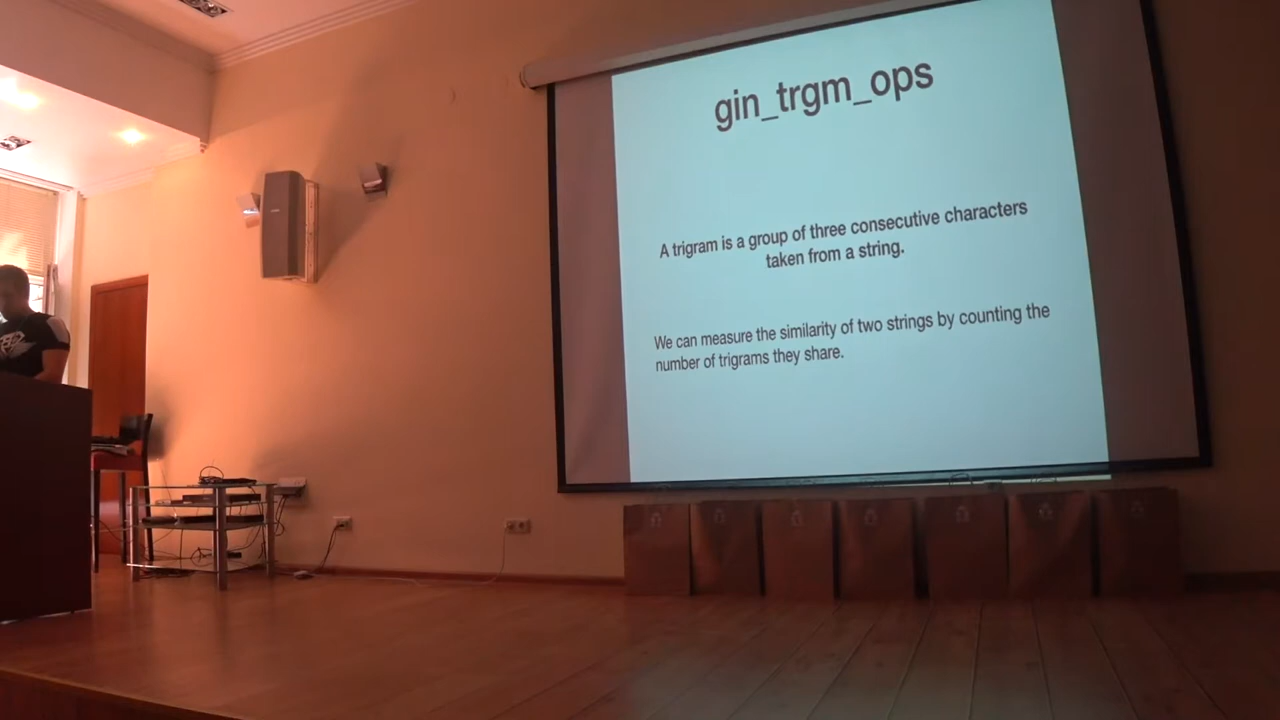 gin_trgm_ops
A trigram is a group of three consecutive characters
taken from a string.
We can measure the similarity of two strings by counting the
number of trigrams they share.